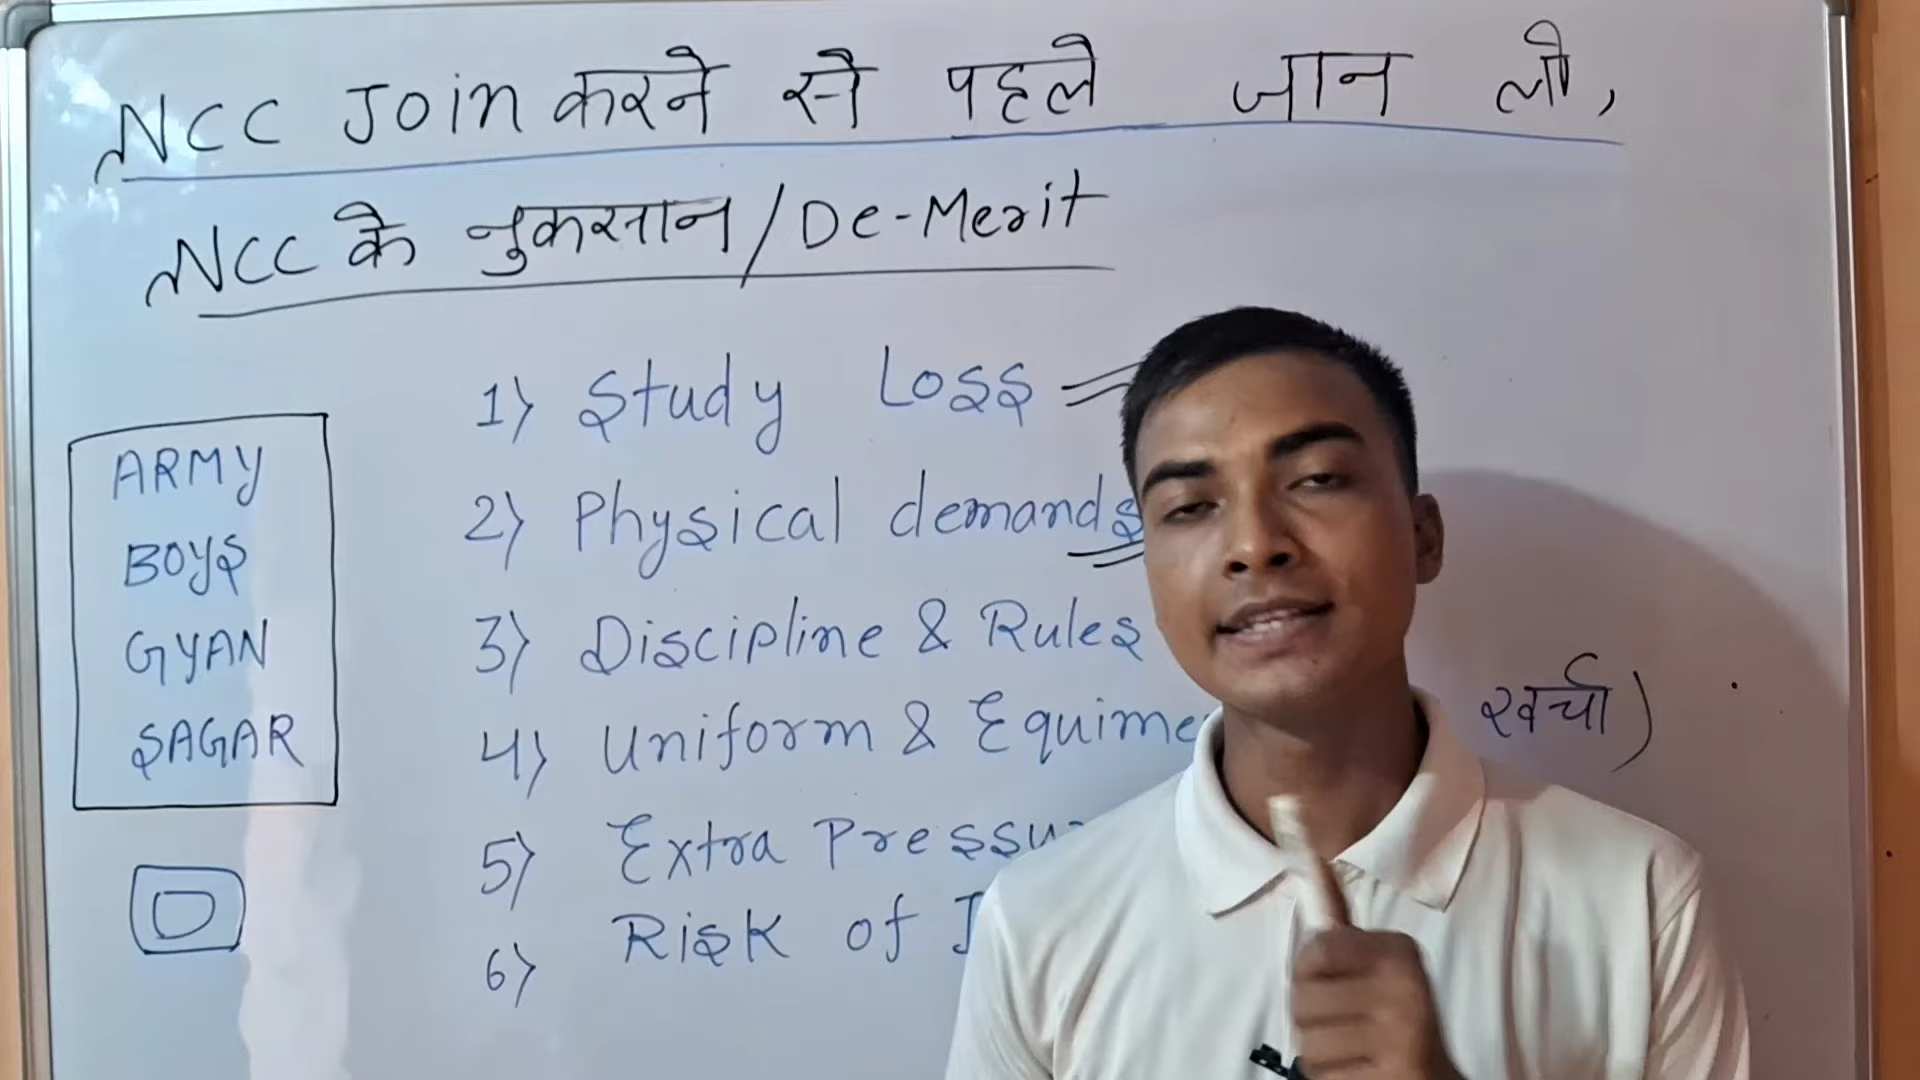 NCC Join करने से पहले जान लो,
NCC के नुकसान/De-Merit
1) Study Loss
2) Physical demands
3) Discipline & Rules
4) Uniform & Equime खर्चा)
5) Extra Pressu
6) Risk of I
ARMY
BOYS
GYAN
SAGAR